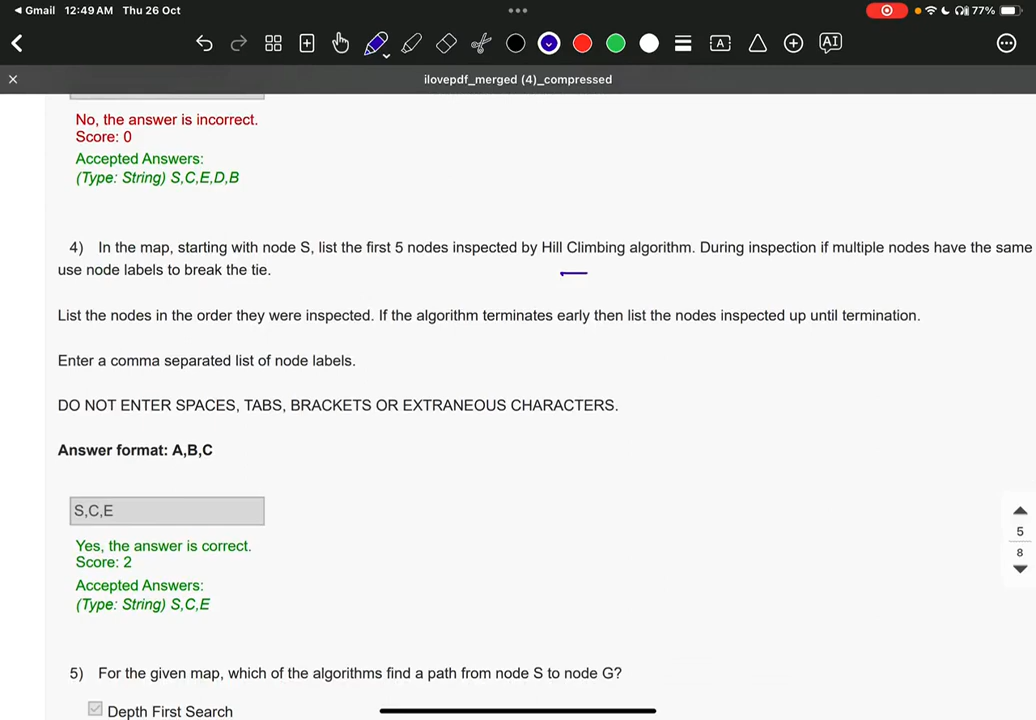 Gmail 12:49 AM Thu 26 Oct
77%
A
AI
ilovepdf_merged (4)_compressed
No, the answer is incorrect.
Score: 0
Accepted Answers:
(Type: String) S,C,E,D,B
4) In the map, starting with node S, list the first 5 nodes inspected by Hill Climbing algorithm. During inspection if multiple nodes have the same
use node labels to break the tie.
List the nodes in the order they were inspected. If the algorithm terminates early then list the nodes inspected up until termination.
Enter a comma separated list of node labels.
DO NOT ENTER SPACES, TABS, BRACKETS OR EXTRANEOUS CHARACTERS.
Answer format: A,B,C
S,C,E
5
8
Yes, the answer is correct.
Score: 2
Accepted Answers:
(Type: String) S,C,E
5) For the given map, which of the algorithms find a path from node S to node G?
Depth First Search